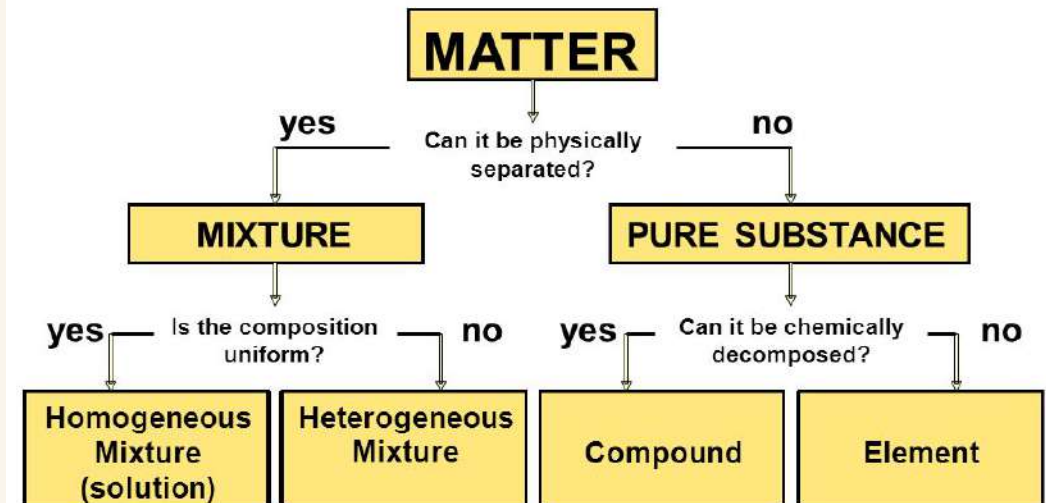 MATTER
yes
Can it be physically
separated?
no
MIXTURE
PURE SUBSTANCE
yes
Is the composition
uniform?
no
yes
Can it be chemically
decomposed?
no
Homogeneous
Mixture
(solution)
Heterogeneous
Mixture
Compound
Element